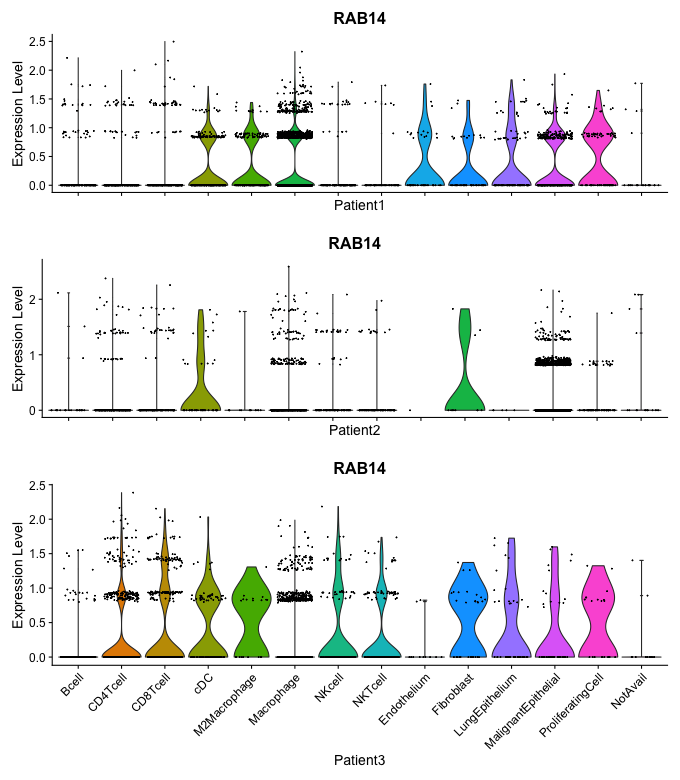 RAB14
Expression Level
2.5
2.0
1.5
1.0
0.5
0.0
Patient1
RAB14
Expression Level
2
1
0
Patient2
RAB14
Expression Level
2.5
2.0
1.5
1.0
0.5
0.0
Bcell
CD4Tcell
CD8Tcell
cDC
M2Macrophage
Macrophage
NKcell
NKTcell
Endothelium
Fibroblast
LungEpithelium
MalignantEpithelial
ProliferatingCell
NotAvail
Patient3